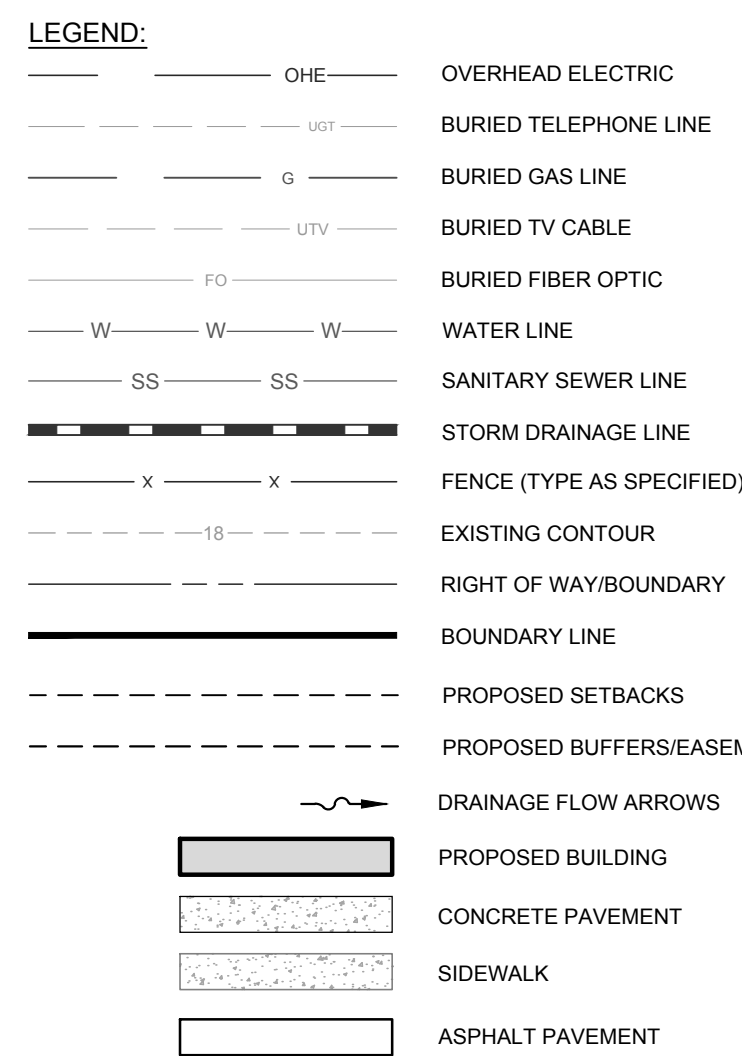 LEGEND:
OHE OVERHEAD ELECTRIC
UGT BURIED TELEPHONE LINE
G BURIED GAS LINE
UTV BURIED TV CABLE
FO BURIED FIBER OPTIC
W W W WATER LINE
SS SS SANITARY SEWER LINE
STORM DRAINAGE LINE
X X FENCE (TYPE AS SPECIFIED)
18 EXISTING CONTOUR
RIGHT OF WAY/BOUNDARY
BOUNDARY LINE
PROPOSED SETBACKS
PROPOSED BUFFERS/EASEM
DRAINAGE FLOW ARROWS
PROPOSED BUILDING
CONCRETE PAVEMENT
SIDEWALK
ASPHALT PAVEMENT